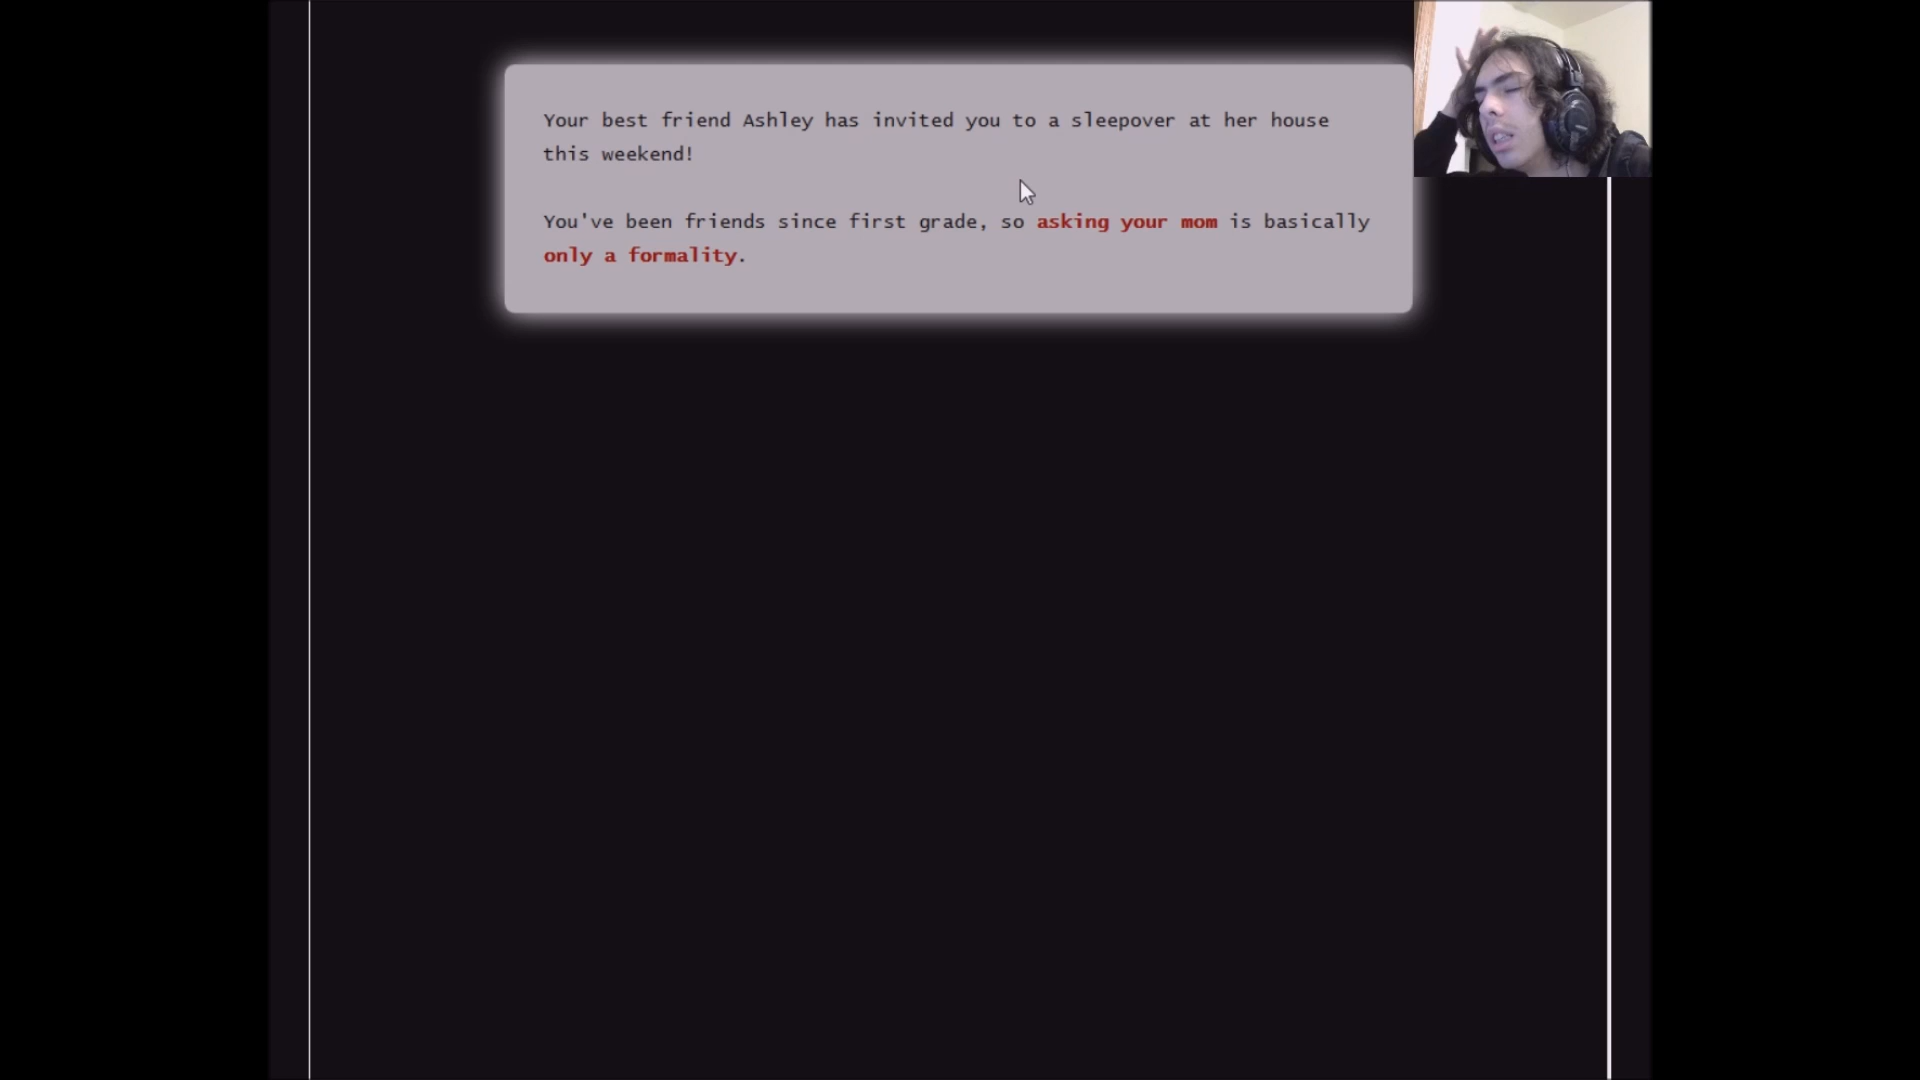 Your best friend Ashley has invited you to a sleepover at her house
this weekend!
You've been friends since first grade, so asking your mom is basically
only a formality.